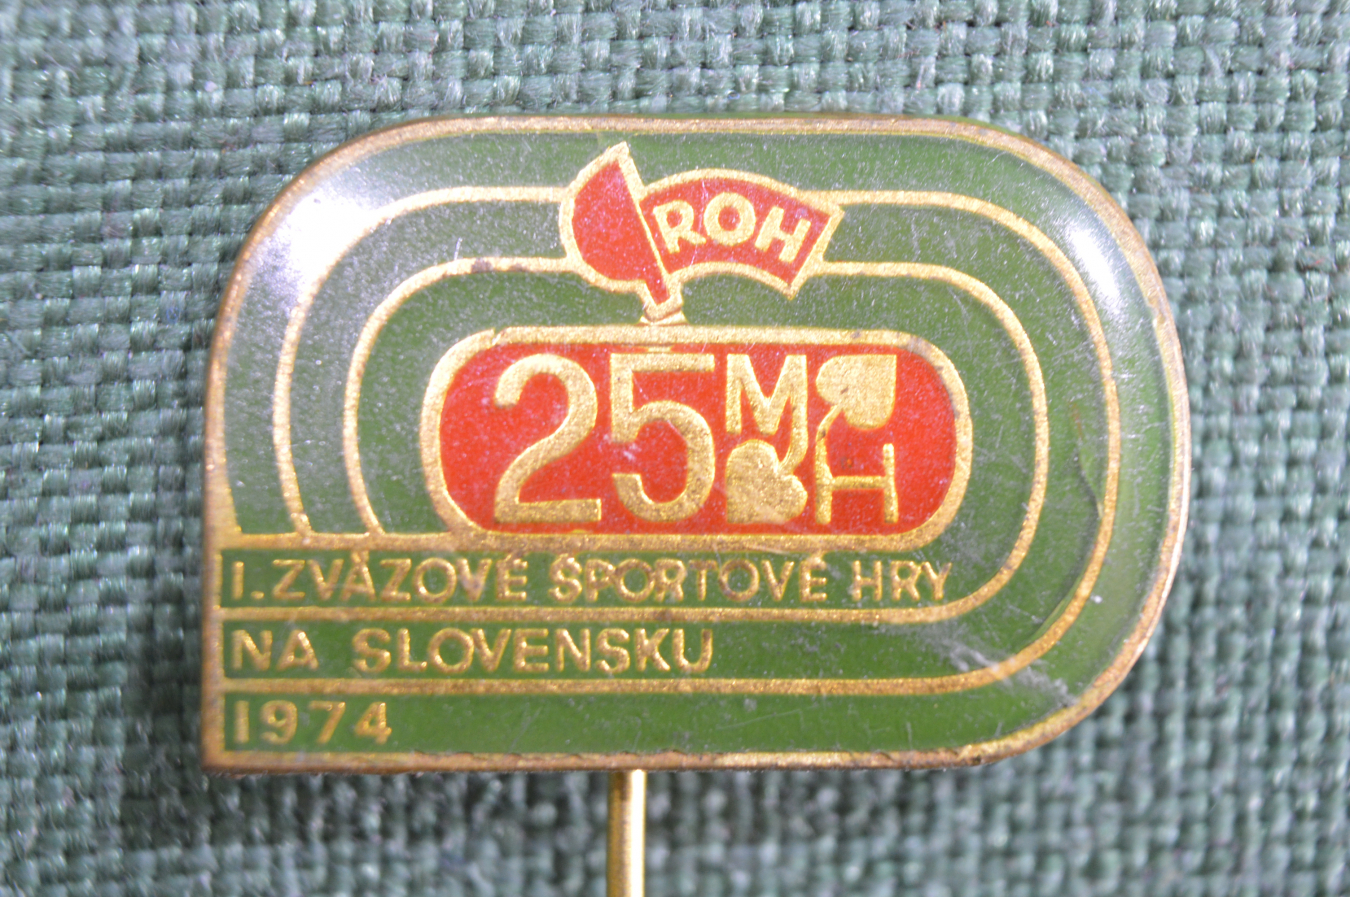 ROH
25 MH
I. ZVÄZOVÉ ŠPORTOVÉ HRY
NA SLOVENSKU
1974